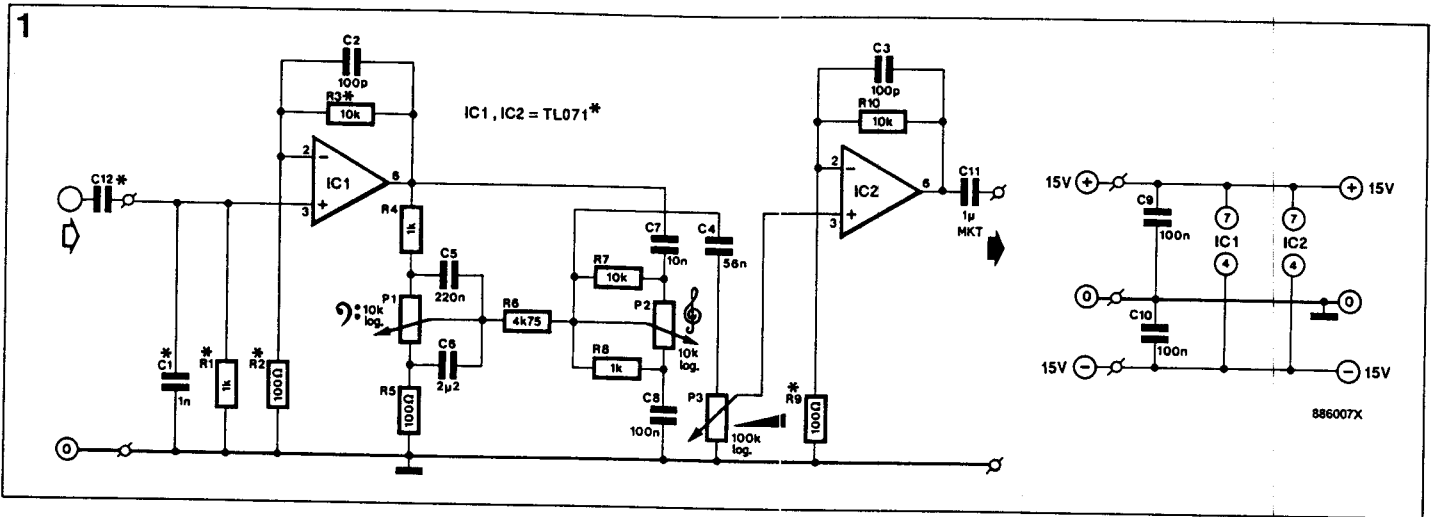 1
C2
100p
R3*
10k
IC1, IC2 = TL071*
2
–
IC1
6
+
3
C12*
R4
1k
C5
220n
P1
10k
log.
C6
2µ2
R5
100Ω
*
C1
1n
*
R1
1k
*
R2
100Ω
0
R6
4k75
R7
10k
R8
1k
C7
10n
C4
56n
P2
10k
log.
C8
100n
P3
100k
log.
C3
100p
R10
10k
2
–
IC2
6
+
3
C11
1µ
MKT
*
R9
100Ω
15V +
+ 15V
C9
100n
7
IC1
4
7
IC2
4
0
0
C10
100n
15V –
– 15V
886007X